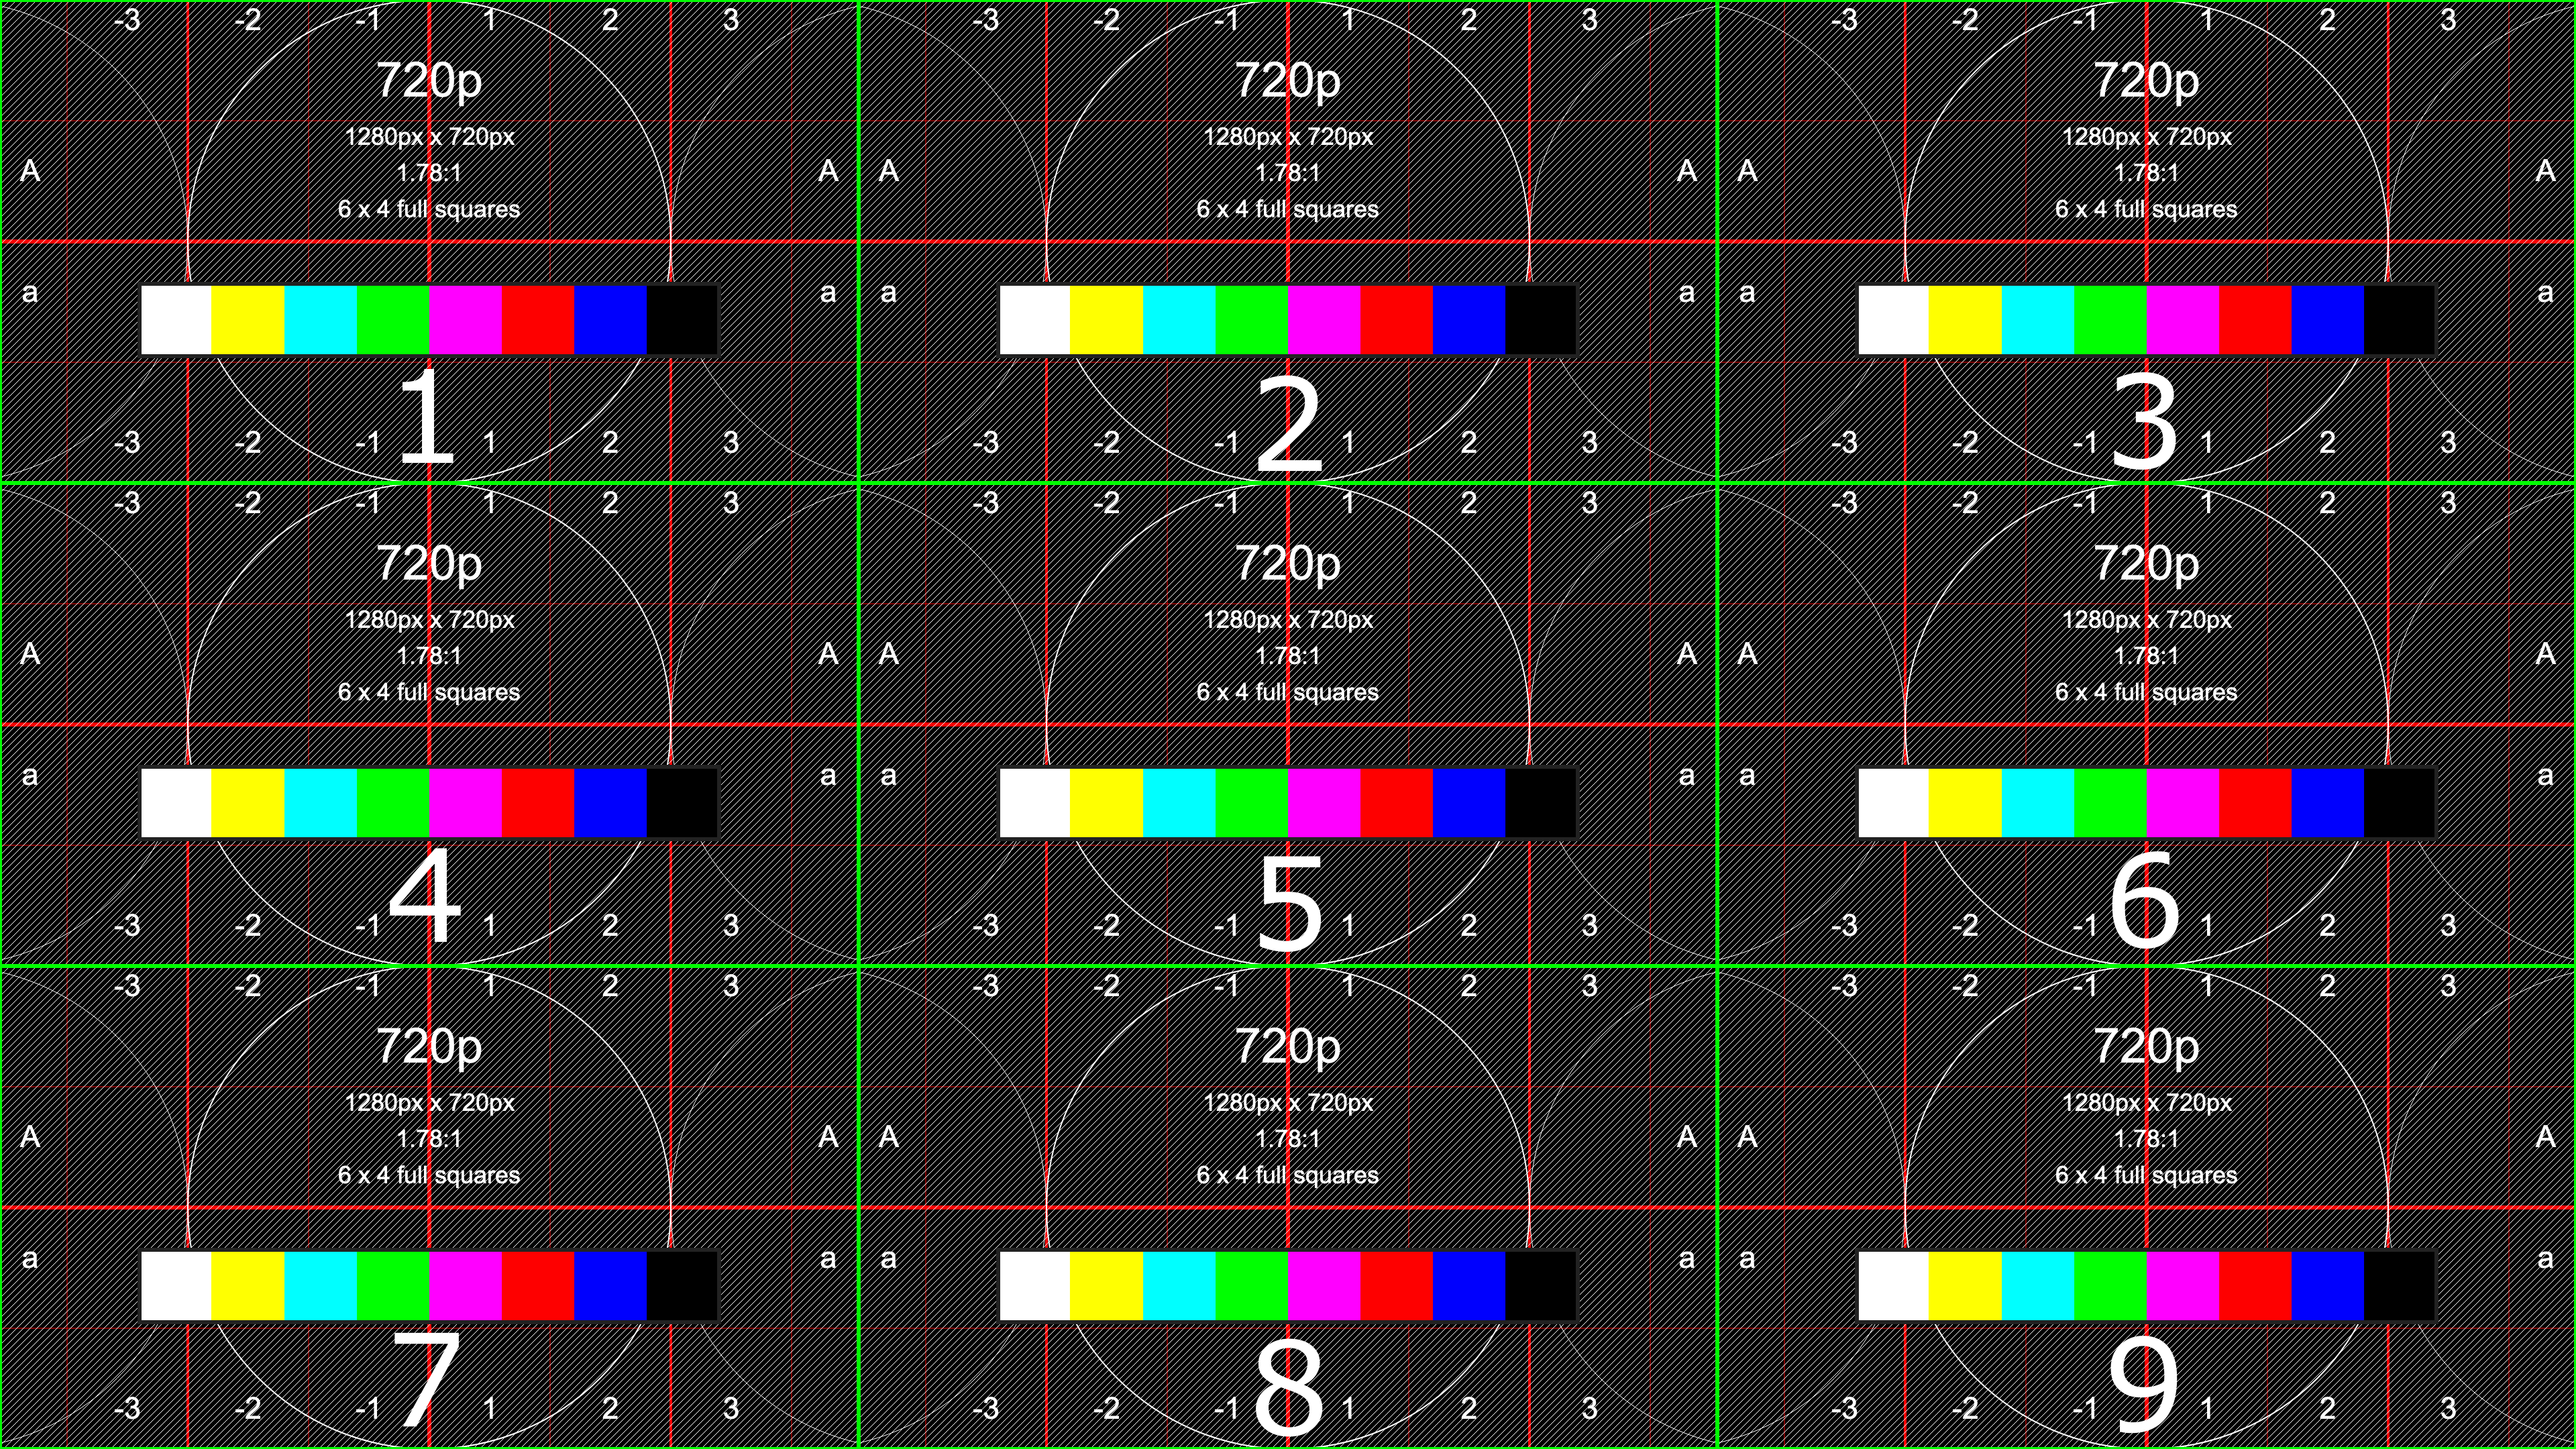 -3 -2 -1 1 2 3 -3 -2 -1 1 2 3 -3 -2 -1 1 2 3
720p 720p 720p
1280px x 720px 1280px x 720px 1280px x 720px
A 1.78:1 A A 1.78:1 A A 1.78:1 A
6 x 4 full squares 6 x 4 full squares 6 x 4 full squares
a a a a a a
1 2 3
-3 -2 -1 1 2 3 -3 -2 -1 1 2 3 -3 -2 -1 1 2 3
-3 -2 -1 1 2 3 -3 -2 -1 1 2 3 -3 -2 -1 1 2 3
720p 720p 720p
1280px x 720px 1280px x 720px 1280px x 720px
A 1.78:1 A A 1.78:1 A A 1.78:1 A
6 x 4 full squares 6 x 4 full squares 6 x 4 full squares
a a a a a a
4 5 6
-3 -2 -1 1 2 3 -3 -2 -1 1 2 3 -3 -2 -1 1 2 3
-3 -2 -1 1 2 3 -3 -2 -1 1 2 3 -3 -2 -1 1 2 3
720p 720p 720p
1280px x 720px 1280px x 720px 1280px x 720px
A 1.78:1 A A 1.78:1 A A 1.78:1 A
6 x 4 full squares 6 x 4 full squares 6 x 4 full squares
a a a a a a
7 8 9
-3 -2 -1 1 2 3 -3 -2 -1 1 2 3 -3 -2 -1 1 2 3